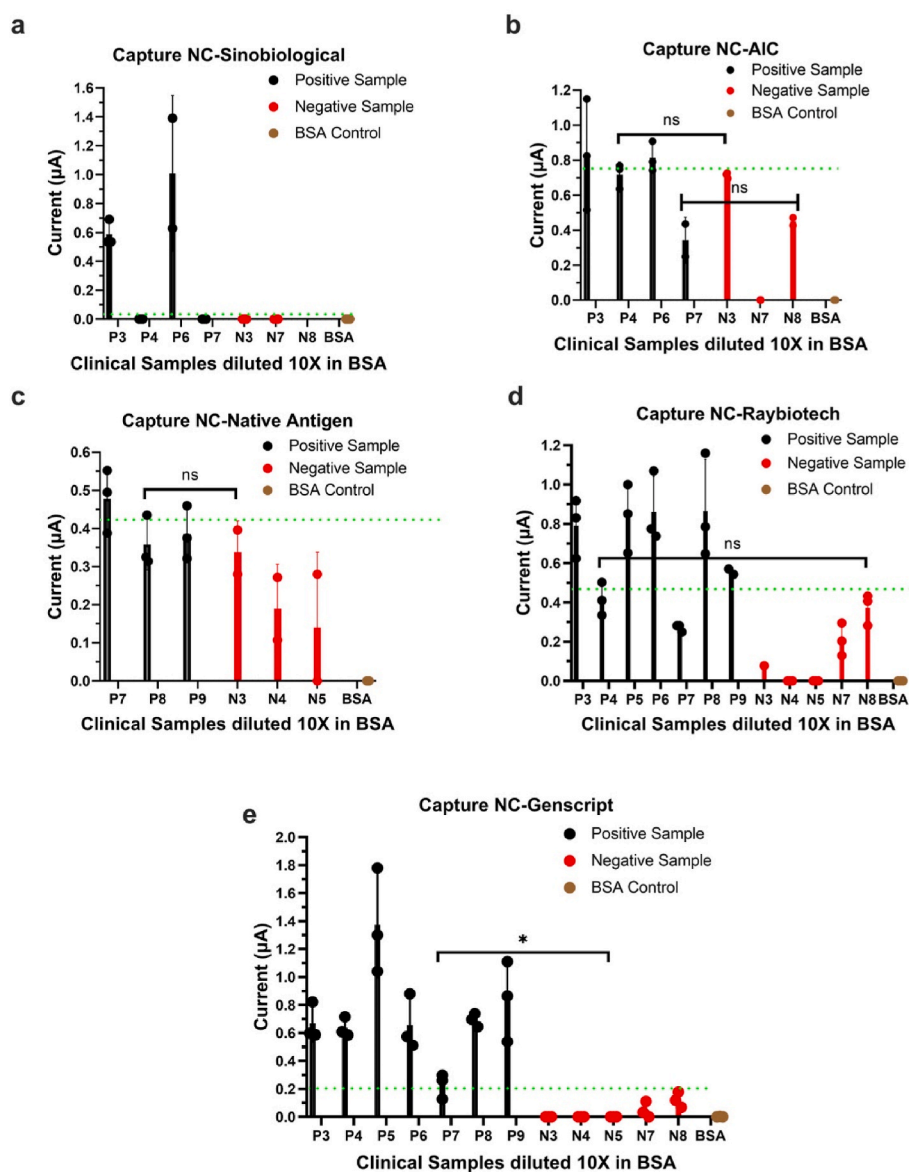 a
Capture NC-Sinobiological
Positive Sample
Negative Sample
BSA Control
Current (µA)
1.6
1.4
1.2
1.0
0.8
0.6
0.4
0.2
0.0
P3 P4 P6 P7 N3 N7 N8 BSA
Clinical Samples diluted 10X in BSA
b
Capture NC-AIC
Positive Sample
Negative Sample
BSA Control
Current (µA)
1.2
1.0
0.8
0.6
0.4
0.2
0.0
ns
ns
P3 P4 P6 P7 N3 N7 N8 BSA
Clinical Samples diluted 10X in BSA
c
Capture NC-Native Antigen
Positive Sample
Negative Sample
BSA Control
Current (µA)
0.6
0.5
0.4
0.3
0.2
0.1
0.0
ns
P7 P8 P9 N3 N4 N5 BSA
Clinical Samples diluted 10X in BSA
d
Capture NC-Raybiotech
Positive Sample
Negative Sample
BSA Control
Current (µA)
1.2
1.0
0.8
0.6
0.4
0.2
0.0
ns
P3 P4 P5 P6 P7 P8 P9 N3 N4 N5 N7 N8 BSA
Clinical Samples diluted 10X in BSA
e
Capture NC-Genscript
Positive Sample
Negative Sample
BSA Control
Current (µA)
2.0
1.8
1.6
1.4
1.2
1.0
0.8
0.6
0.4
0.2
0.0
*
P3 P4 P5 P6 P7 P8 P9 N3 N4 N5 N7 N8 BSA
Clinical Samples diluted 10X in BSA